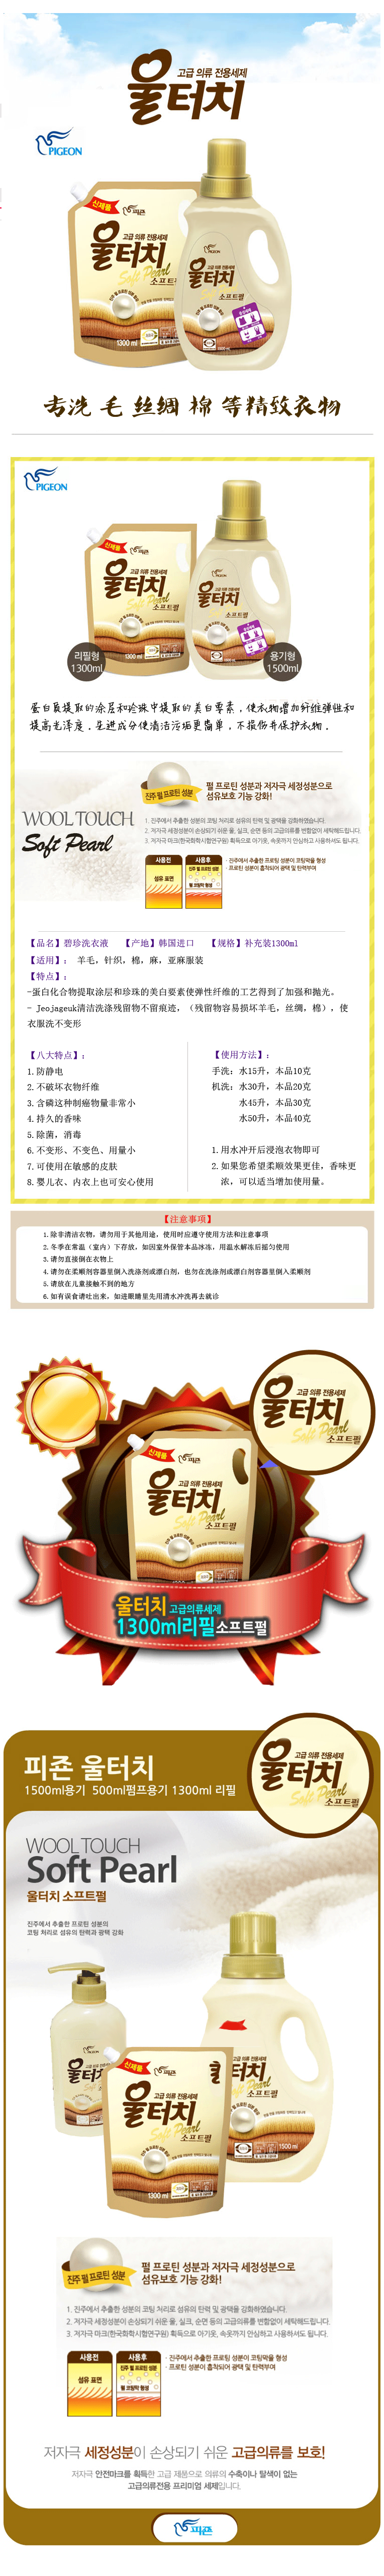 고급 의류 전용세제
울터치
PIGEON
신제품
피죤
고급 의류 전용세제
울터치
Soft Pearl
소프트펄
1300 ml
PIGEON
고급 의류 전용세제
울터치
专洗 毛 丝绸 棉 等精致衣物
PIGEON
신제품
피죤
고급 의류 전용세제
울터치
Soft Pearl
소프트펄
PIGEON
울터치
리필형
1300ml
용기형
1500ml
蛋白质提取的涂层和珍珠中提取的美白要素，使衣物增加纤维弹性和
提高光泽度．先进成分使清洁污垢更简单，不损伤并保护衣物．
진주 펄 프로틴 성분
펄 프로틴 성분과 저자극 세정성분으로
섬유보호 기능 강화!
WOOL TOUCH
Soft Pearl
1. 진주에서 추출한 성분의 코팅 처리로 섬유의 탄력 및 광택을 강화하였습니다.
2. 저자극 세정성분이 손상되기 쉬운 울, 실크, 순면 등의 고급의류를 변함없이 세탁해드립니다.
3. 저자극 마크(한국화학시험연구원) 획득으로 아기옷, 속옷까지 안심하고 사용하셔도 됩니다.
사용전
섬유 표면
사용후
진주 펄 프로틴 성분
펄 코팅막 형성
· 진주에서 추출한 프로팅 성분이 코팅막을 형성
· 프로틴 성분이 흡착되어 광택 및 탄력부여
【品名】碧珍洗衣液 【产地】韩国进口 【规格】补充装1300ml
【适用】： 羊毛，针织，棉，麻，亚麻服装
【特点】：
-蛋白化合物提取涂层和珍珠的美白要素使弹性纤维的工艺得到了加强和抛光。
- Jeojageuk清洁洗涤残留物不留痕迹，（残留物容易损坏羊毛，丝绸，棉），使
衣服洗不变形
【八大特点】：
1. 防静电
2. 不破坏衣物纤维
3. 含磷这种制癌物量非常小
4. 持久的香味
5. 除菌，消毒
6. 不变形、不变色、用量小
7. 可使用在敏感的皮肤
8. 婴儿衣、内衣上也可安心使用
【使用方法】：
手洗：水15升，本品10克
机洗：水30升，本品20克
水45升，本品30克
水50升，本品40克
1. 用水冲开后浸泡衣物即可
2. 如果您希望柔顺效果更佳，香味更
浓，可以适当增加使用量。
【注意事项】
1. 除非清洁衣物，请勿用于其他用途，使用时应遵守使用方法和注意事项
2. 冬季在常温（室内）下存放，如因室外保管本品冰冻，用温水解冻后摇匀使用
3. 请勿直接倒在衣物上
4. 请勿在柔顺剂容器里倒入洗涤剂或漂白剂，也勿在洗涤剂或漂白剂容器里倒入柔顺剂
5. 请放在儿童接触不到的地方
6. 如有误食请吐出来，如进眼睛里先用清水冲洗再去就诊
고급 의류 전용세제
울터치
Soft Pearl
소프트펄
신제품
피죤
고급 의류 전용세제
울터치
Soft Pearl
소프트펄
울터치 고급의류세제
1300ml리필소프트펄
고급 의류 전용세제
울터치
Soft Pearl
소프트펄
피죤 울터치
1500ml용기 500ml펌프용기 1300ml 리필
WOOL TOUCH
Soft Pearl
울터치 소프트펄
진주에서 추출한 프로틴 성분의
코팅 처리로 섬유의 탄력과 광택 강화
신제품
피죤
고급 의류 전용세제
울터치
Soft Pearl
소프트펄
1300 ml
1500 ml
진주 펄 프로틴 성분
펄 프로틴 성분과 저자극 세정성분으로
섬유보호 기능 강화!
1. 진주에서 추출한 성분의 코팅 처리로 섬유의 탄력 및 광택을 강화하였습니다.
2. 저자극 세정성분이 손상되기 쉬운 울, 실크, 순면 등의 고급의류를 변함없이 세탁해드립니다.
3. 저자극 마크(한국화학시험연구원) 획득으로 아기옷, 속옷까지 안심하고 사용하셔도 됩니다.
사용전
섬유 표면
사용후
진주 펄 프로틴 성분
펄 코팅막 형성
· 진주에서 추출한 프로팅 성분이 코팅막을 형성
· 프로틴 성분이 흡착되어 광택 및 탄력부여
저자극 세정성분이 손상되기 쉬운 고급의류를 보호!
저자극 안전마크를 획득한 고급 제품으로 의류의 수축이나 탈색이 없는
고급의류전용 프리미엄 세제입니다.
피죤